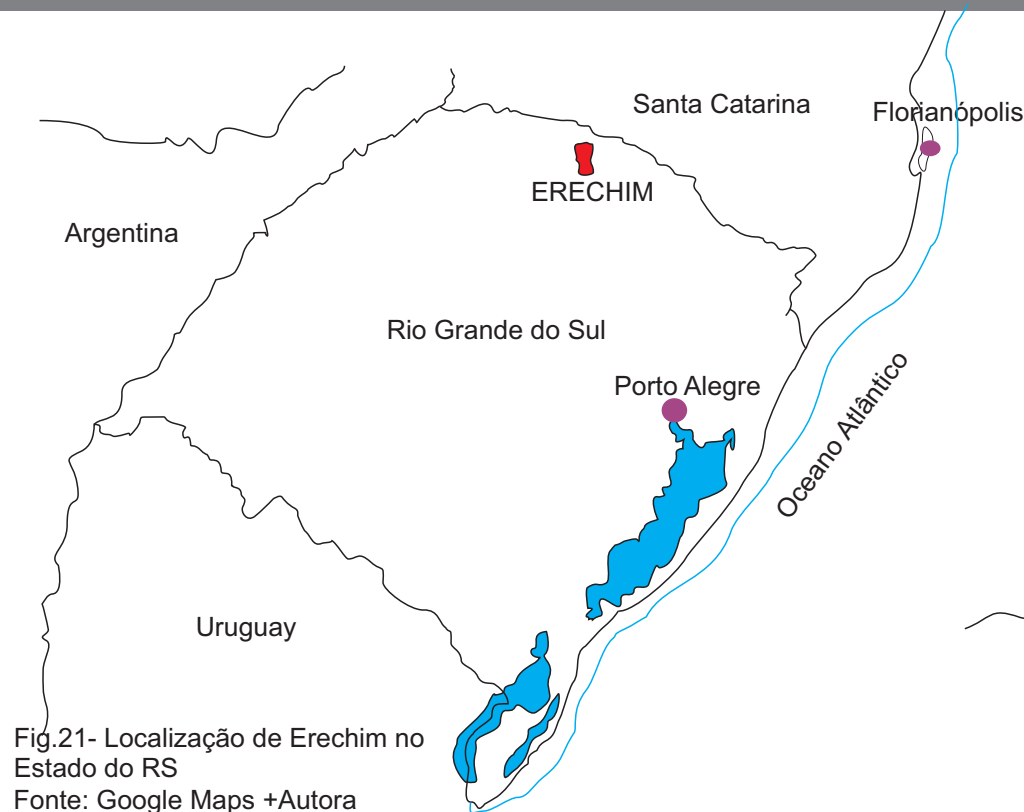 Santa Catarina
Florianópolis
ERECHIM
Argentina
Rio Grande do Sul
Porto Alegre
Oceano Atlântico
Uruguay
Fig.21- Localização de Erechim no
Estado do RS
Fonte: Google Maps +Autora